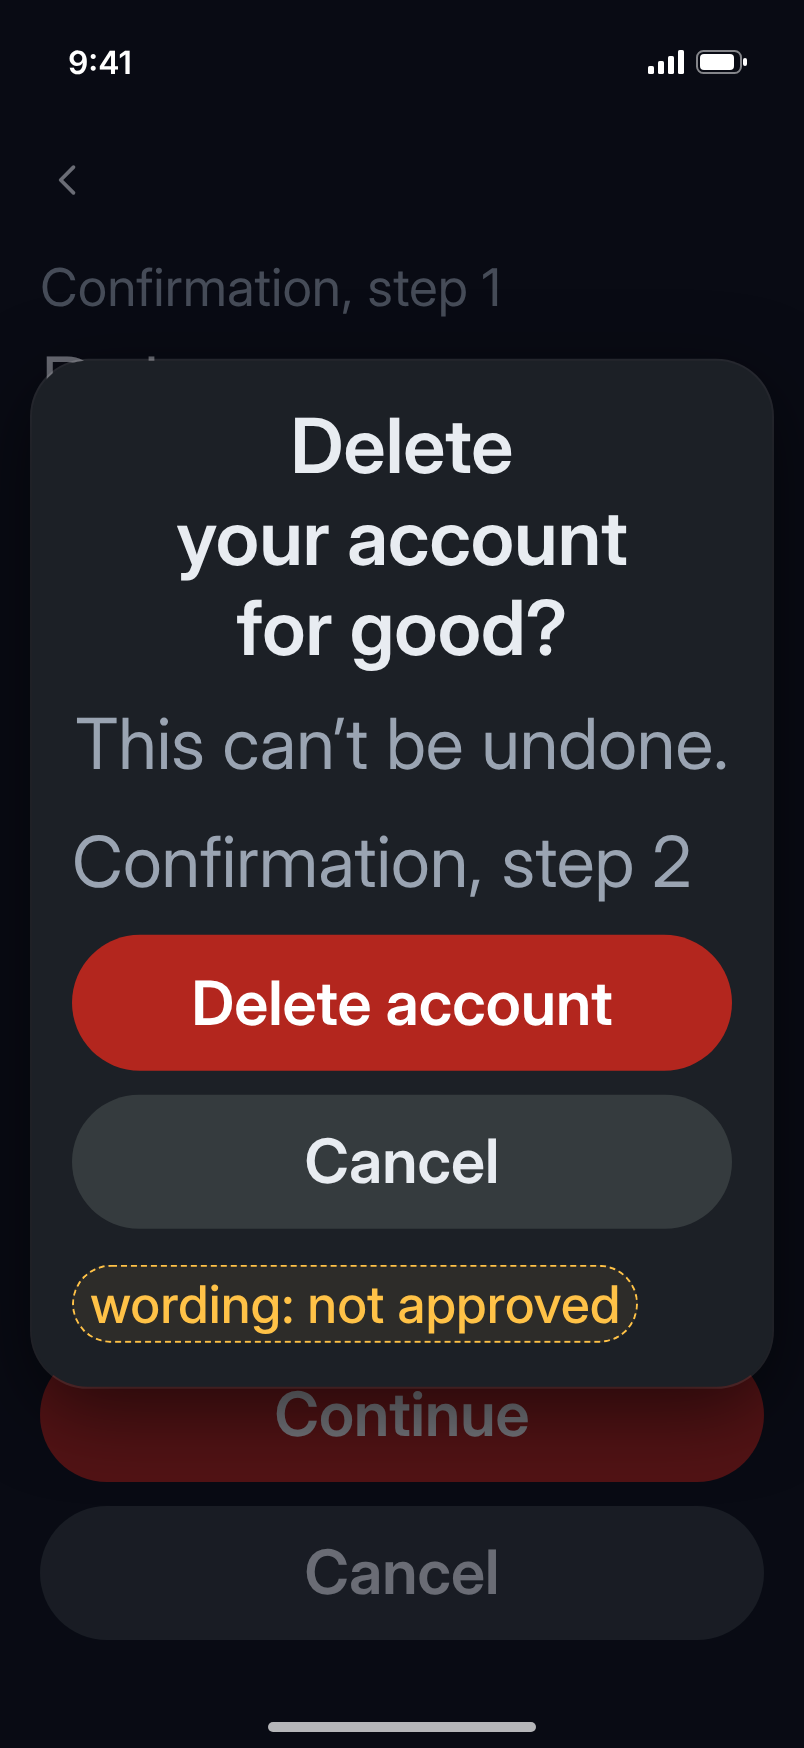 9:41
Confirmation, step 1
Delete
your account
for good?
This can’t be undone.
Confirmation, step 2
Delete account
Cancel
wording: not approved
Continue
Cancel